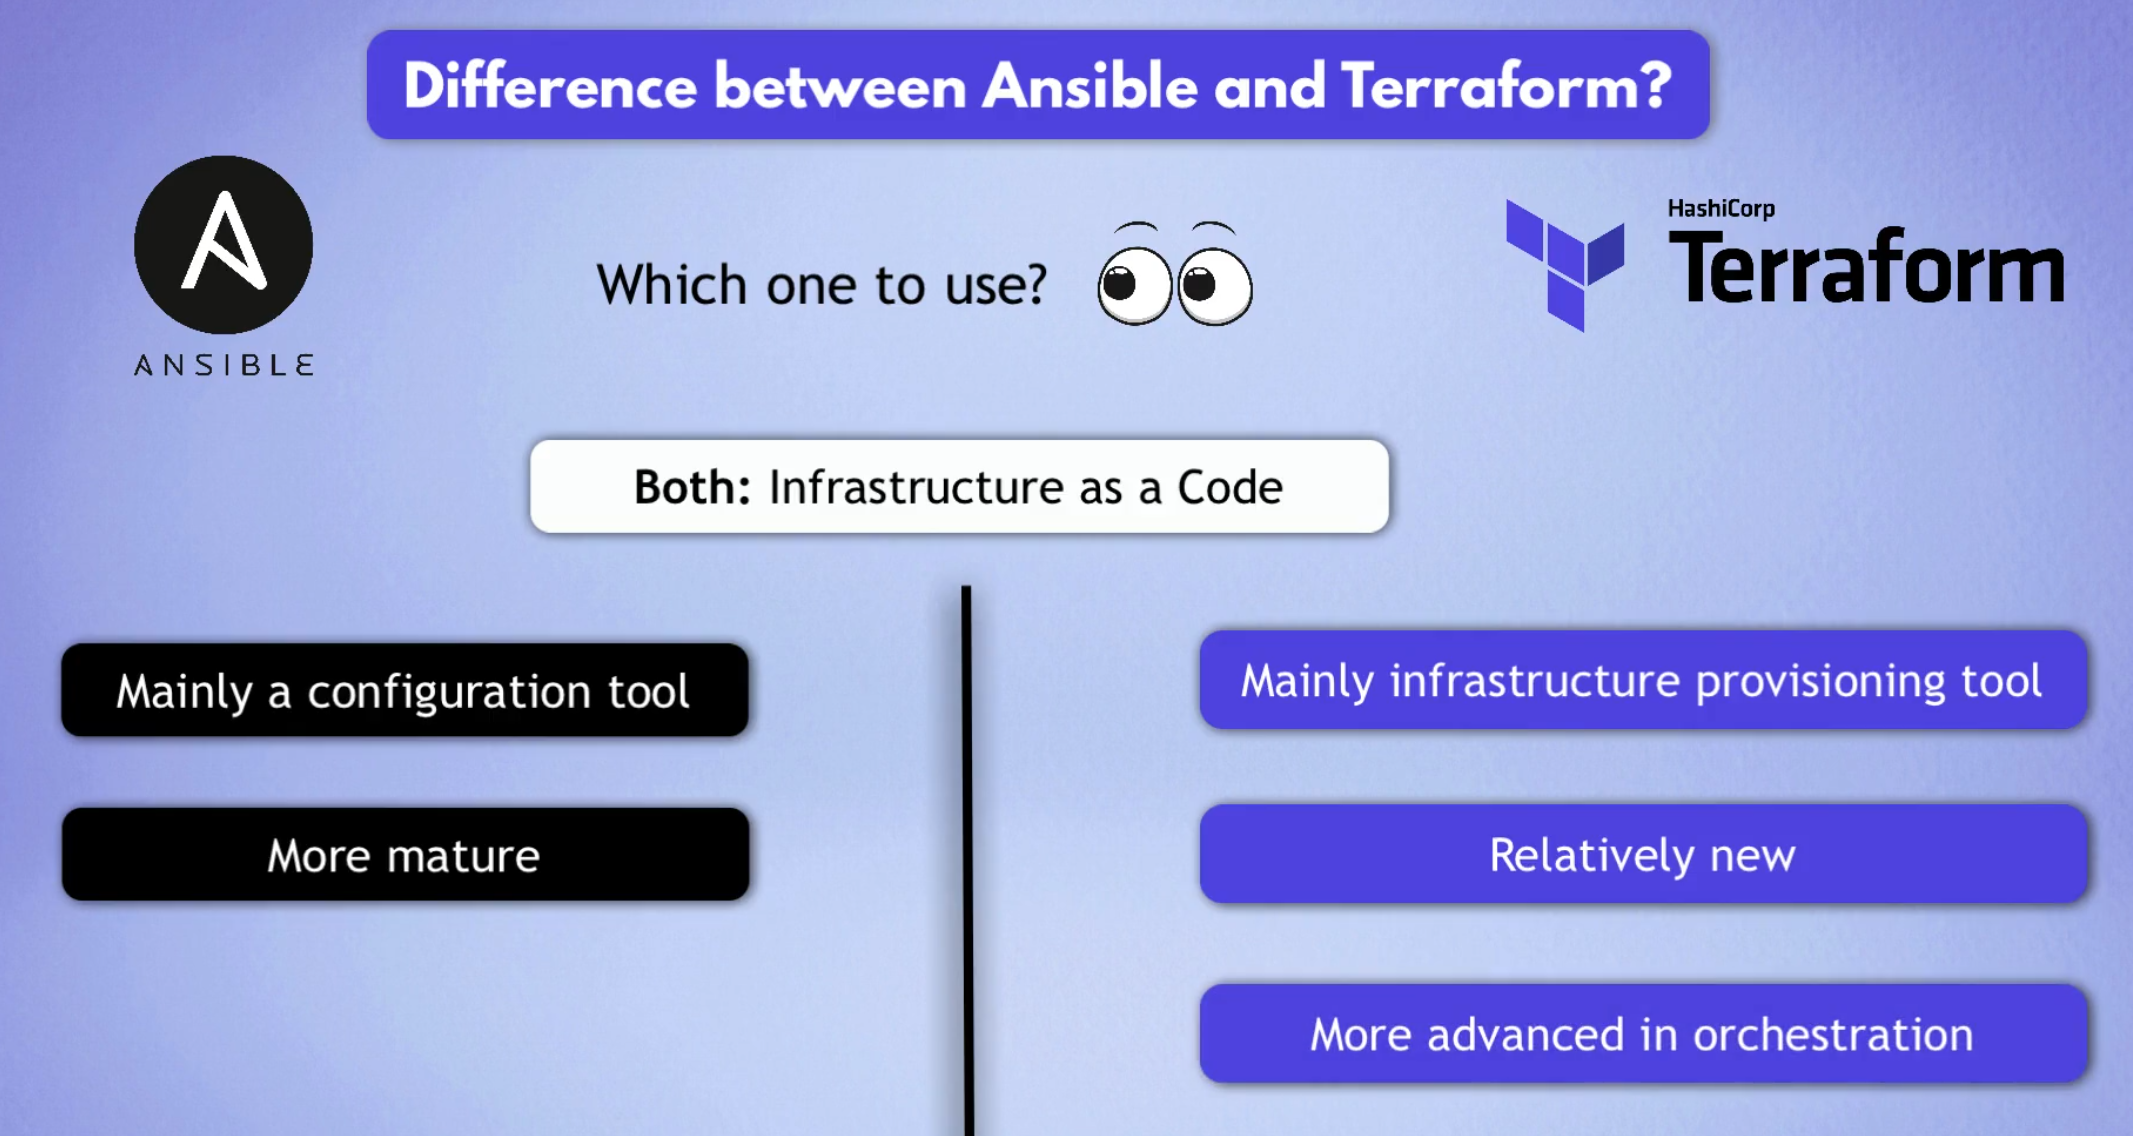 Difference between Ansible and Terraform?
ANSIBLE
Which one to use?
HashiCorp
Terraform
Both: Infrastructure as a Code
Mainly a configuration tool
More mature
Mainly infrastructure provisioning tool
Relatively new
More advanced in orchestration